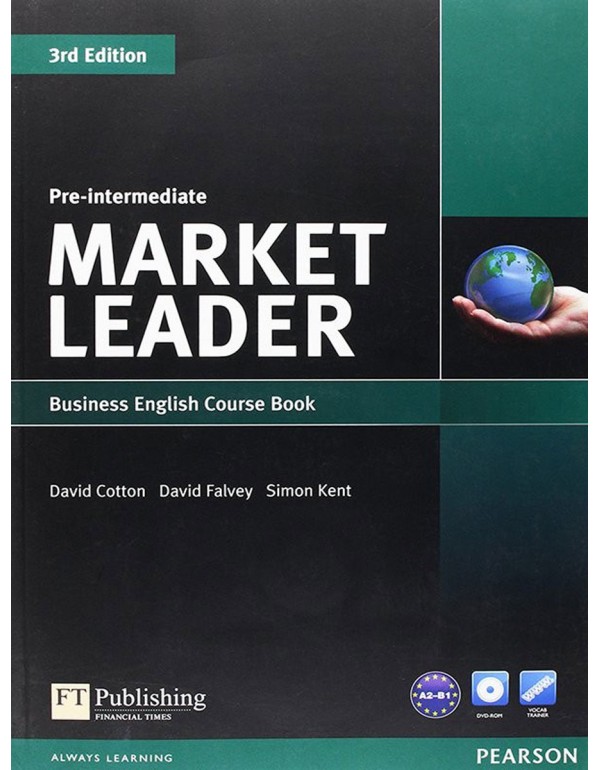 3rd Edition
Pre-intermediate
MARKET
LEADER
Business English Course Book
David Cotton David Falvey Simon Kent
FT Publishing
FINANCIAL TIMES
A2–B1
DVD-ROM
VOCAB
TRAINER
ALWAYS LEARNING
PEARSON